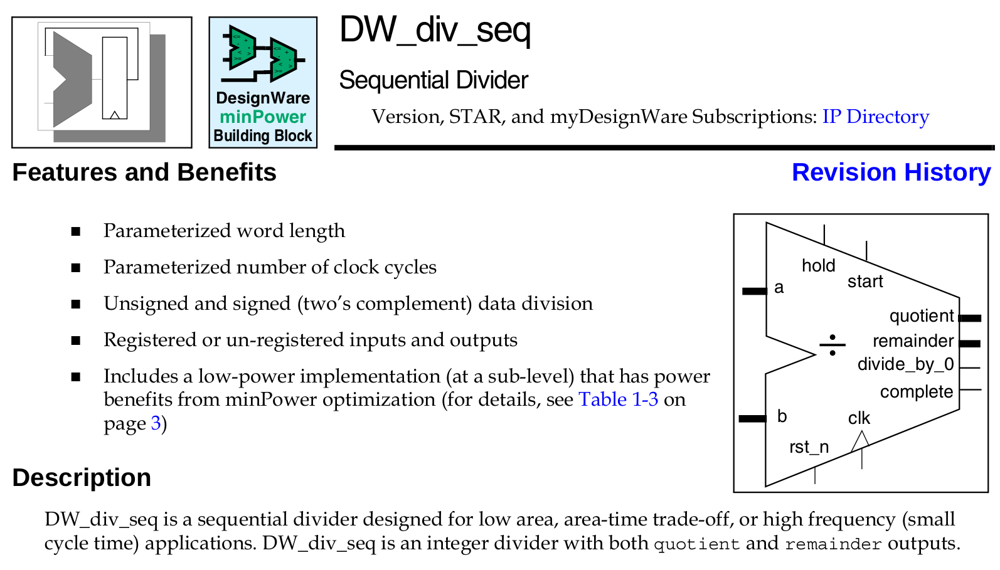 DW_div_seq
Sequential Divider
Version, STAR, and myDesignWare Subscriptions: IP Directory
DesignWare
minPower
Building Block
Features and Benefits
Revision History
■ Parameterized word length
■ Parameterized number of clock cycles
■ Unsigned and signed (two’s complement) data division
■ Registered or un-registered inputs and outputs
■ Includes a low-power implementation (at a sub-level) that has power
benefits from minPower optimization (for details, see Table 1-3 on
page 3)
hold
start
a
quotient
÷
remainder
divide_by_0
complete
b
clk
rst_n
Description
DW_div_seq is a sequential divider designed for low area, area-time trade-off, or high frequency (small
cycle time) applications. DW_div_seq is an integer divider with both quotient and remainder outputs.